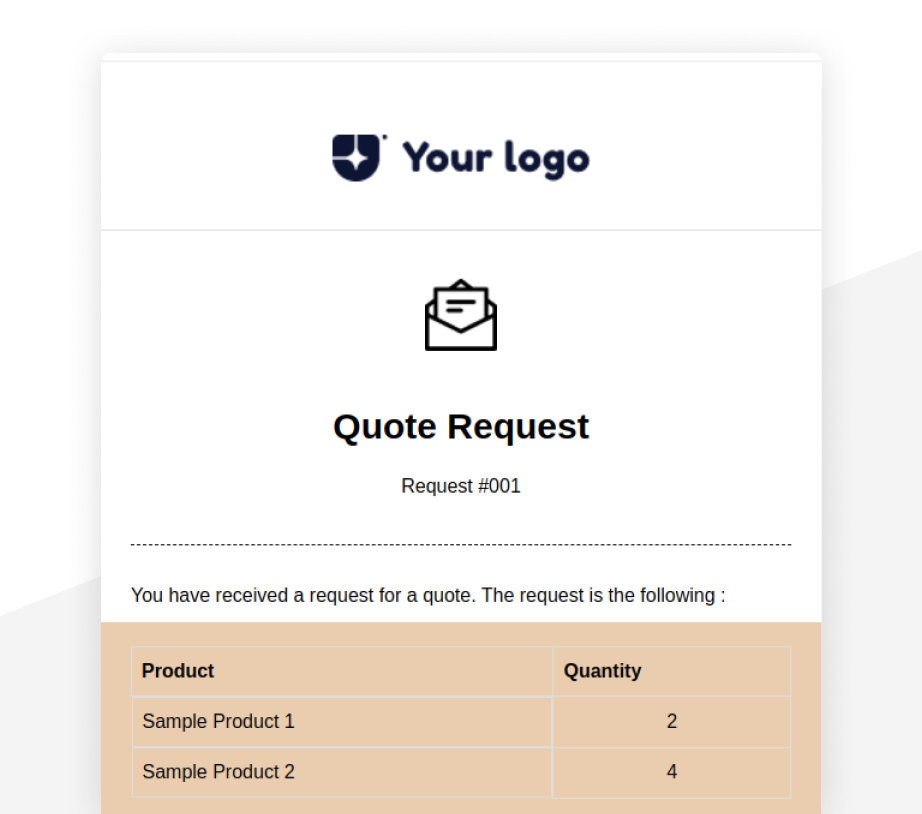 Your logo
Quote Request
Request #001
You have received a request for a quote. The request is the following :
Product Quantity
Sample Product 1 2
Sample Product 2 4